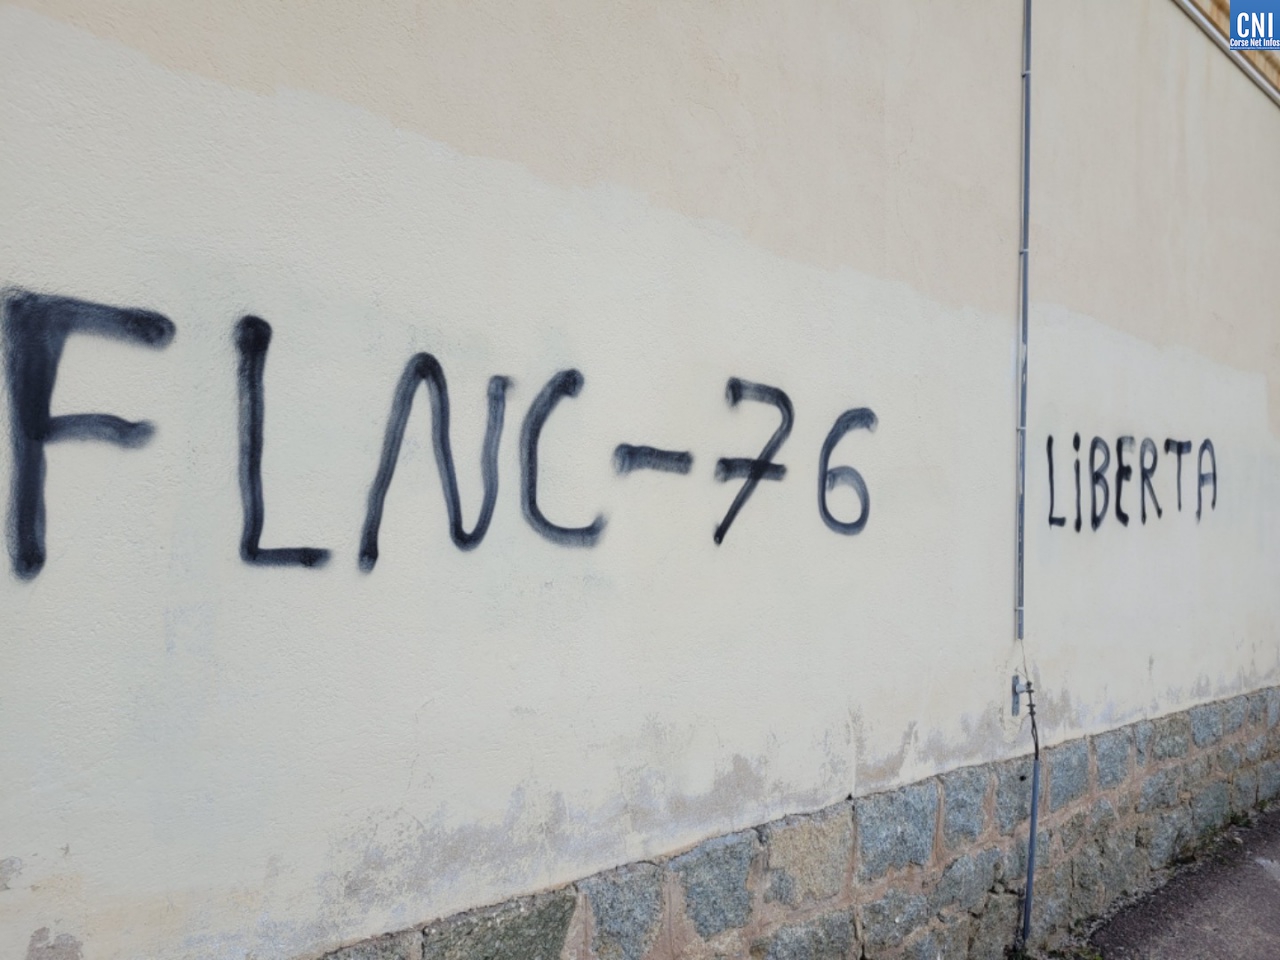 CNI
Corse Net Infos
FLNC-76 LiBERTA